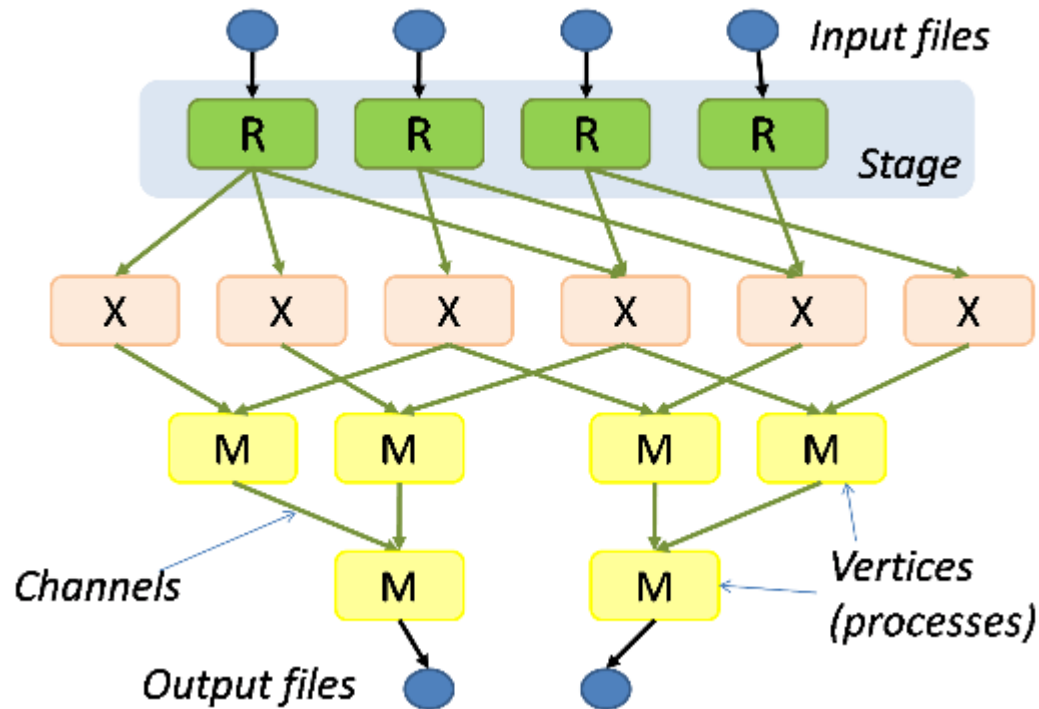 Input files
R R R R
Stage
X X X X X X
M M M M
Channels
M M
Vertices
(processes)
Output files